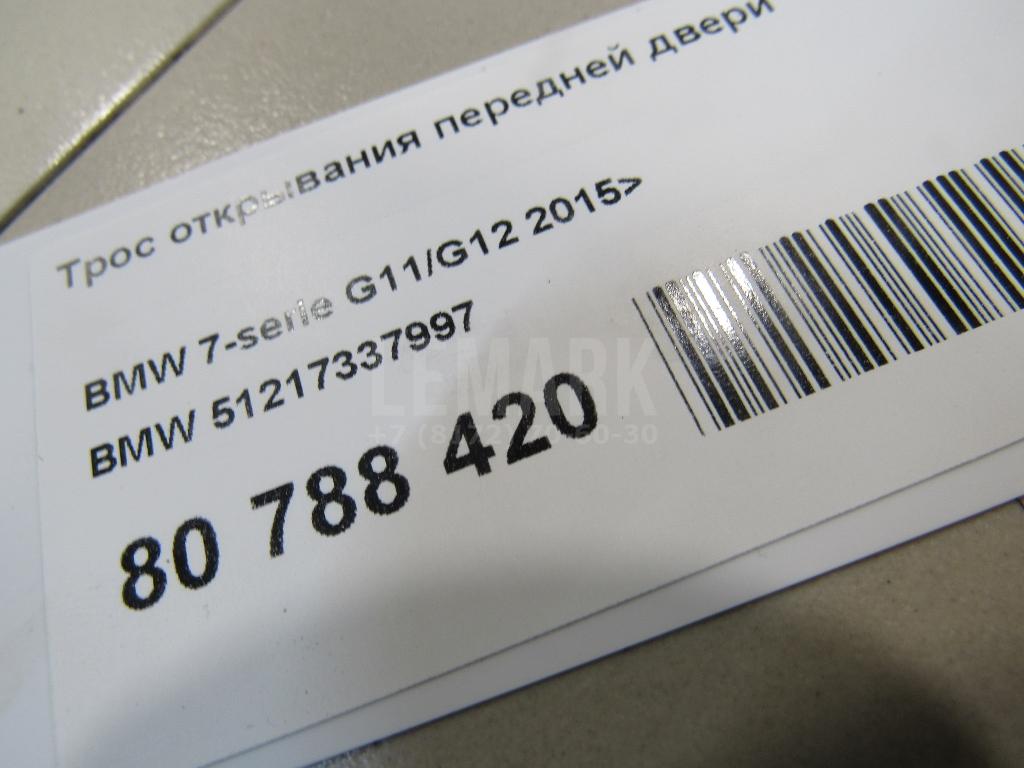 Трос открывания передней двери
BMW 7-serie G11/G12 2015>
BMW 51217337997
80 788 420
LEMARK